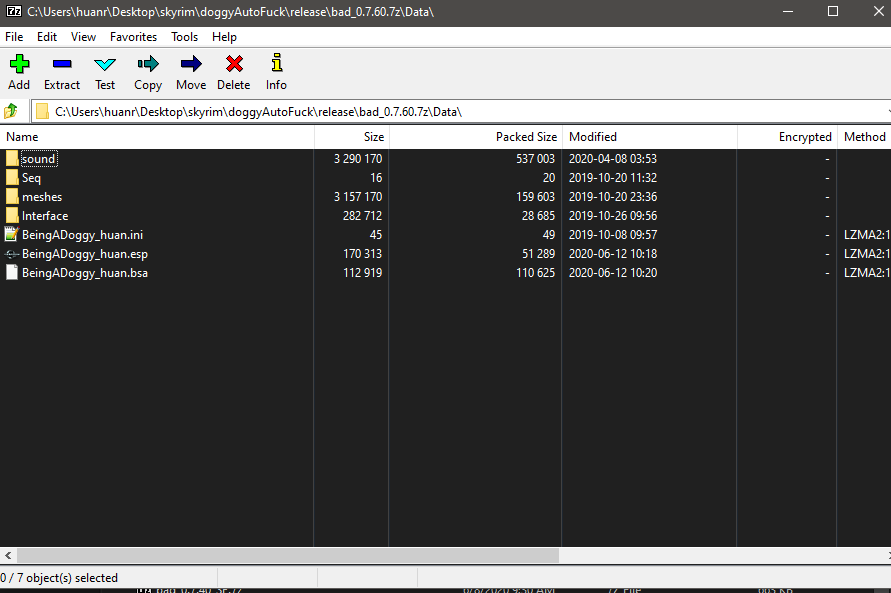 C:\Users\huanr\Desktop\skyrim\doggyAutoFuck\release\bad_0.7.60.7z\Data\
File Edit View Favorites Tools Help
Add Extract Test Copy Move Delete Info
C:\Users\huanr\Desktop\skyrim\doggyAutoFuck\release\bad_0.7.60.7z\Data\
Name Size Packed Size Modified Encrypted Method
sound 3 290 170 537 003 2020-04-08 03:53 -
Seq 16 20 2019-10-20 11:32 -
meshes 3 157 170 159 603 2019-10-20 23:36 -
Interface 282 712 28 685 2019-10-26 09:56 -
BeingADoggy_huan.ini 45 49 2019-10-08 09:57 - LZMA2:1
BeingADoggy_huan.esp 170 313 51 289 2020-06-12 10:18 - LZMA2:1
BeingADoggy_huan.bsa 112 919 110 625 2020-06-12 10:20 - LZMA2:1
0 / 7 object(s) selected